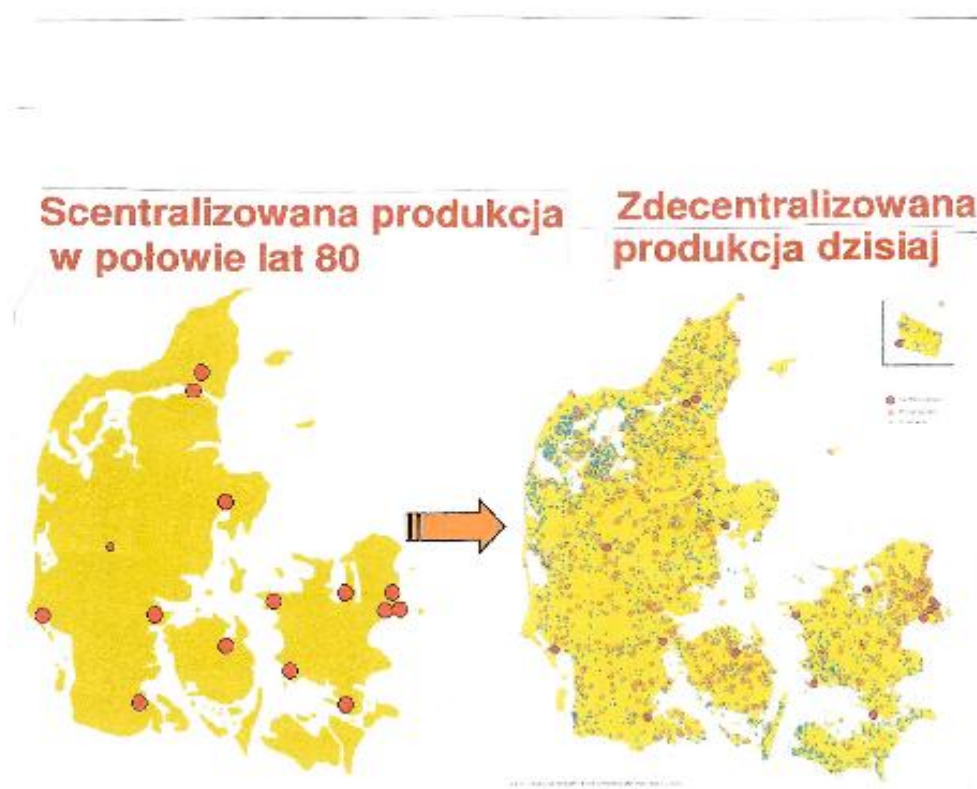 Scentralizowana produkcja
w połowie lat 80
Zdecentralizowana
produkcja dzisiaj